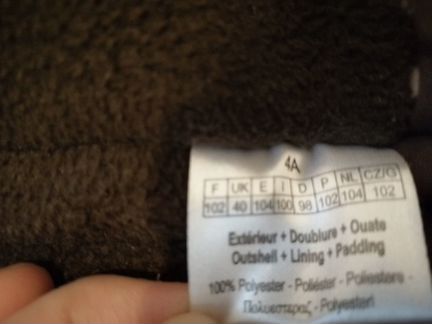 4A
F UK E I D P NL CZ/G
102 40 104 100 98 102 104 102
Extérieur + Doublure + Ouate
Outshell + Lining + Padding
100% Polyester - Poliéster - Poliestere -
Πολυεστερας - Polyesteri